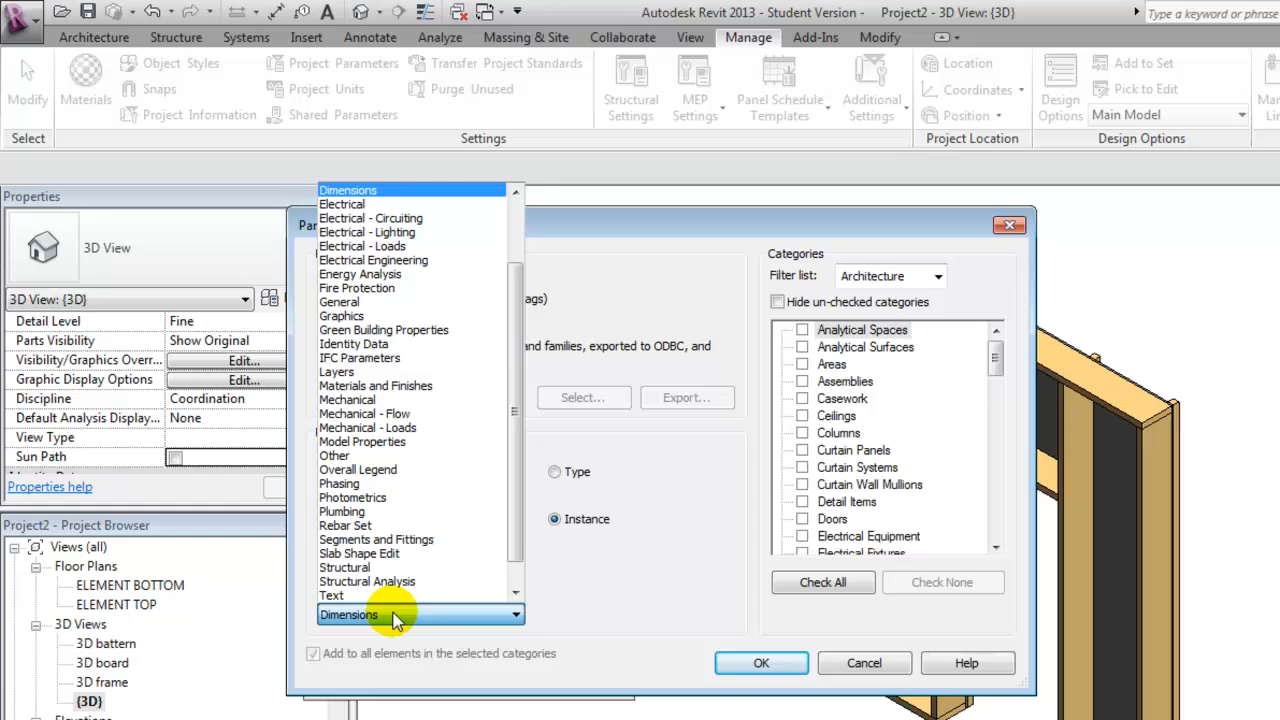 Autodesk Revit 2013 - Student Version -    Project2 - 3D View: {3D}
Type a keyword or phrase
Architecture Structure Systems Insert Annotate Analyze Massing & Site Collaborate View Manage Add-Ins Modify
Modify
Materials
Object Styles
Snaps
Project Information
Project Parameters
Project Units
Shared Parameters
Transfer Project Standards
Purge Unused
Structural
Settings
MEP
Settings
Panel Schedule
Templates
Additional
Settings
Location
Coordinates
Position
Design
Options
Add to Set
Pick to Edit
Main Model
Select
Settings
Project Location
Design Options
Properties
3D View
3D View: {3D}
Detail Level Fine
Parts Visibility Show Original
Visibility/Graphics Overr... Edit...
Graphic Display Options Edit...
Discipline Coordination
Default Analysis Display... None
View Type
Sun Path
Properties help
Project2 - Project Browser
Views (all)
Floor Plans
ELEMENT BOTTOM
ELEMENT TOP
3D Views
3D battern
3D board
3D frame
{3D}
Dimensions
Electrical
Electrical - Circuiting
Electrical - Lighting
Electrical - Loads
Electrical Engineering
Energy Analysis
Fire Protection
General
Graphics
Green Building Properties
Identity Data
IFC Parameters
Layers
Materials and Finishes
Mechanical
Mechanical - Flow
Mechanical - Loads
Model Properties
Other
Overall Legend
Phasing
Photometrics
Plumbing
Rebar Set
Segments and Fittings
Slab Shape Edit
Structural
Structural Analysis
Text
Dimensions
Add to all elements in the selected categories
and families, exported to ODBC, and
Select...
Export...
Type
Instance
Categories
Filter list: Architecture
Hide un-checked categories
Analytical Spaces
Analytical Surfaces
Areas
Assemblies
Casework
Ceilings
Columns
Curtain Panels
Curtain Systems
Curtain Wall Mullions
Detail Items
Doors
Electrical Equipment
Electrical Fixtures
Check All
Check None
OK
Cancel
Help